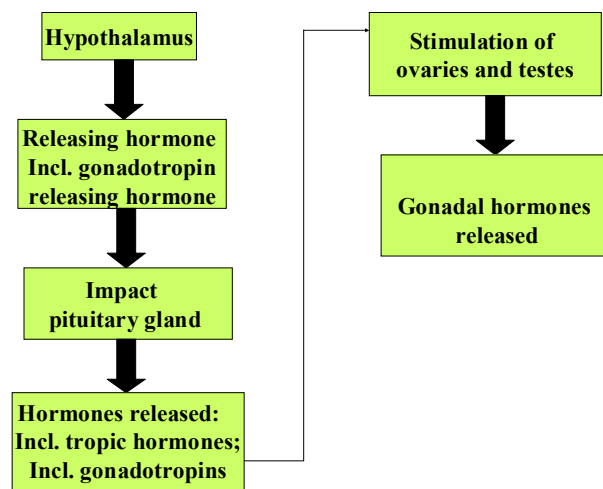 Hypothalamus
Releasing hormone
Incl. gonadotropin
releasing hormone
Impact
pituitary gland
Hormones released:
Incl. tropic hormones;
Incl. gonadotropins
Stimulation of
ovaries and testes
Gonadal hormones
released